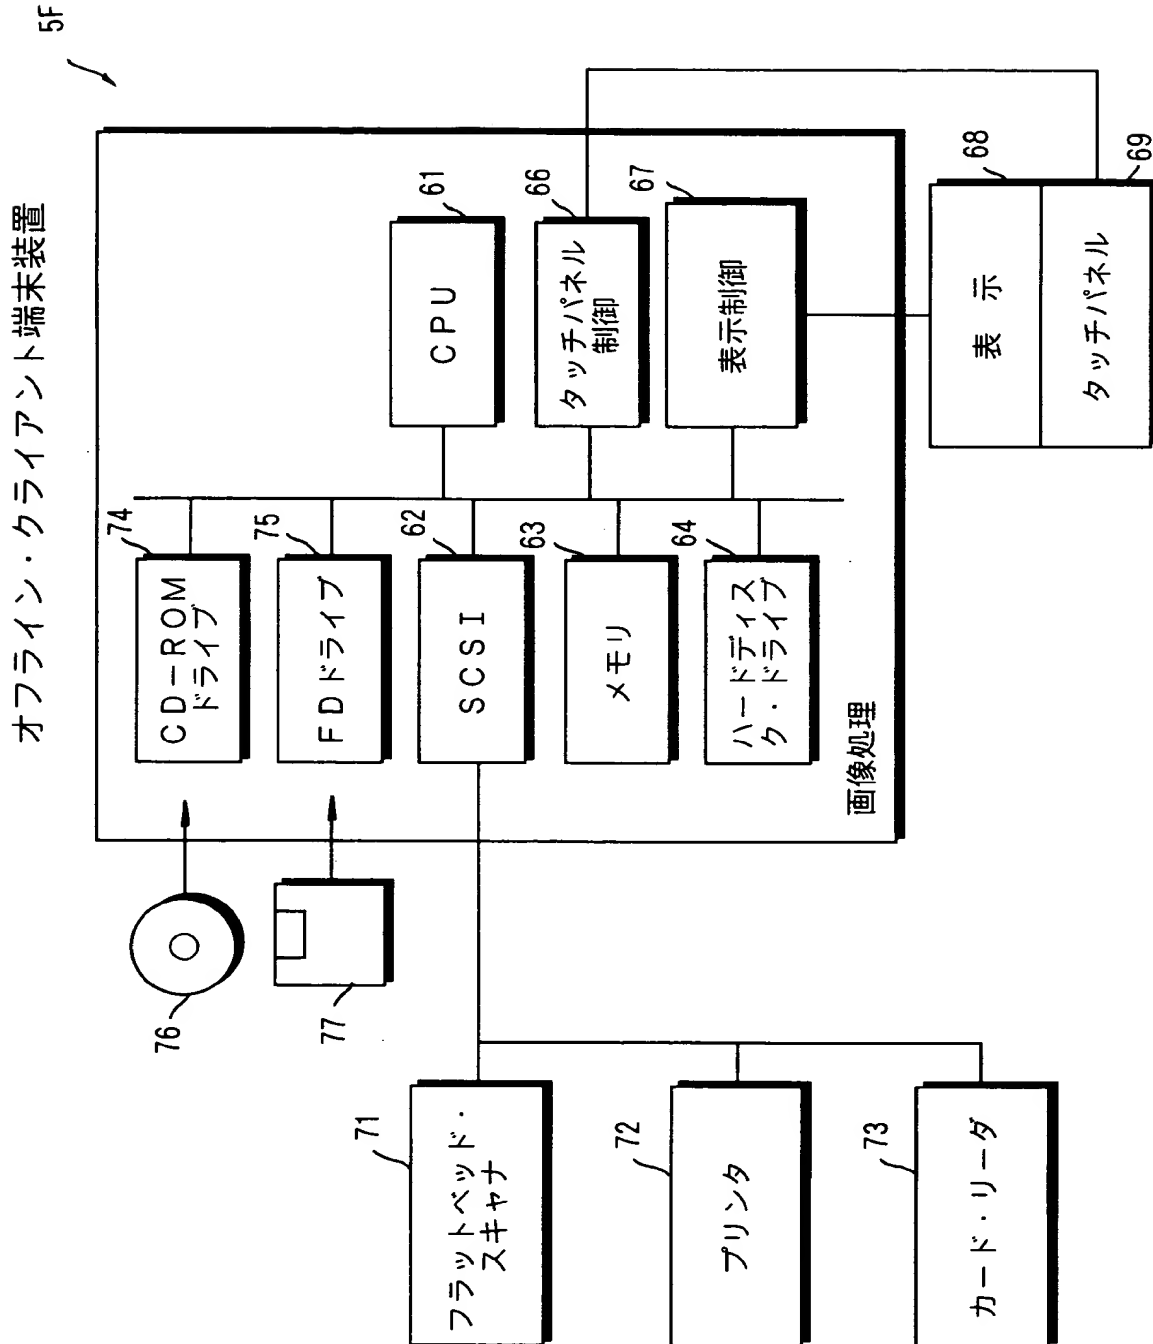 オフライン・クライアント端末装置
5F
74
CD－ROM
ドライブ
75
FDドライブ
62
SCSI
63
メモリ
64
ハードディス
ク・ドライブ
61
CPU
66
タッチパネル
制御
67
表示制御
画像処理
68
表 示
69
タッチパネル
76
77
71
フラットベッド・
スキャナ
72
プリンタ
73
カード・リーダ